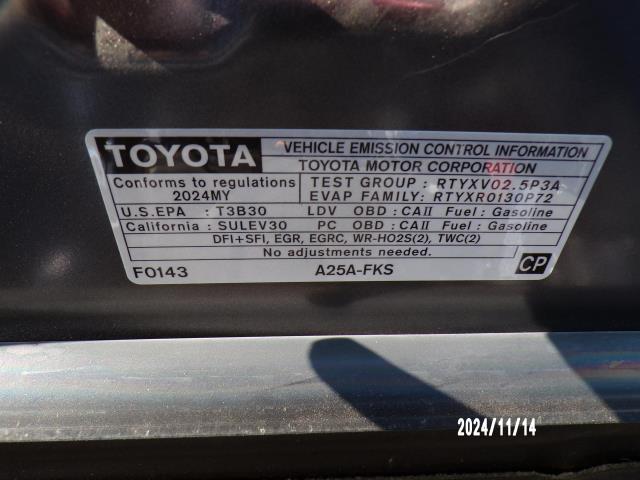 TOYOTA
VEHICLE EMISSION CONTROL INFORMATION
TOYOTA MOTOR CORPORATION
Conforms to regulations
2024MY
TEST GROUP : RTYXV02.5P3A
EVAP FAMILY: RTYXR0130P72
U.S.EPA : T3B30 LDV OBD : CAII Fuel : Gasoline
California : SULEV30 PC OBD : CAII Fuel : Gasoline
DFI+SFI, EGR, EGRC, WR-HO2S(2), TWC(2)
No adjustments needed.
F0143 A25A-FKS CP
2024/11/14